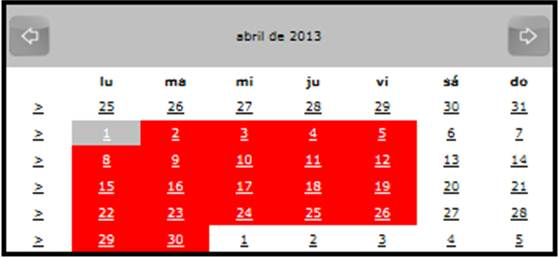 abril de 2013
lu ma mi ju vi sá do
> 25 26 27 28 29 30 31
> 1 2 3 4 5 6 7
> 8 9 10 11 12 13 14
> 15 16 17 18 19 20 21
> 22 23 24 25 26 27 28
> 29 30 1 2 3 4 5